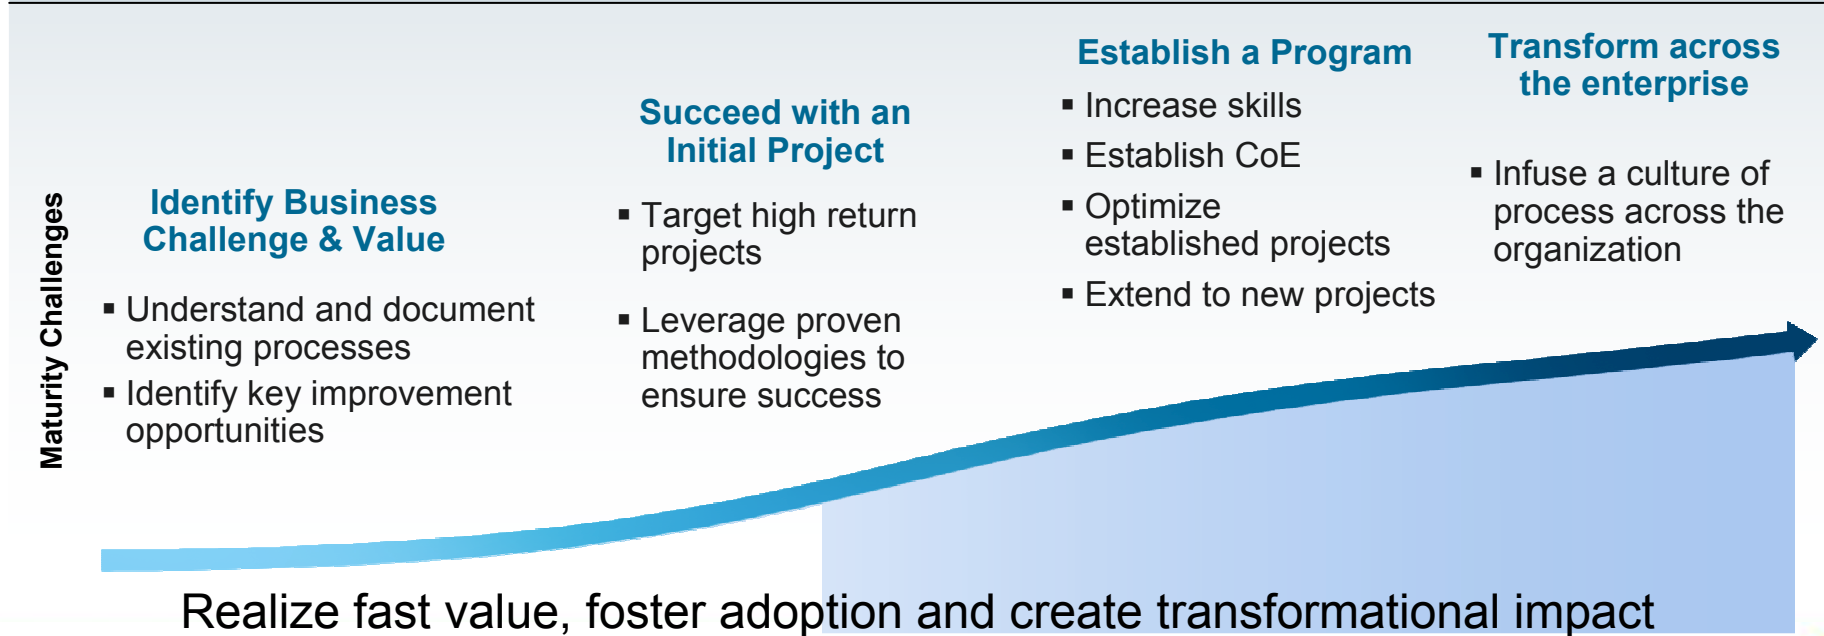 Maturity Challenges
Identify Business
Challenge & Value
▪ Understand and document
existing processes
▪ Identify key improvement
opportunities
Succeed with an
Initial Project
▪ Target high return
projects
▪ Leverage proven
methodologies to
ensure success
Establish a Program
▪ Increase skills
▪ Establish CoE
▪ Optimize
established projects
▪ Extend to new projects
Transform across
the enterprise
▪ Infuse a culture of
process across the
organization
Realize fast value, foster adoption and create transformational impact